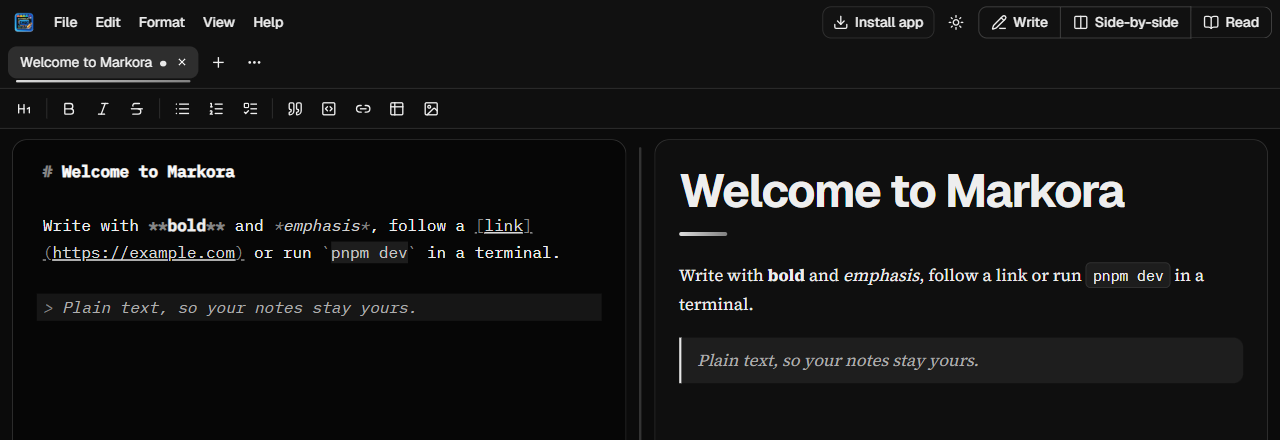 File Edit Format View Help
Install app Write Side-by-side Read
Welcome to Markora
H1 B I S
# Welcome to Markora
Write with **bold** and *emphasis*, follow a [link]
(https://example.com) or run `pnpm dev` in a terminal.
> Plain text, so your notes stay yours.
Welcome to Markora
Write with bold and emphasis, follow a link or run pnpm dev in a
terminal.
Plain text, so your notes stay yours.